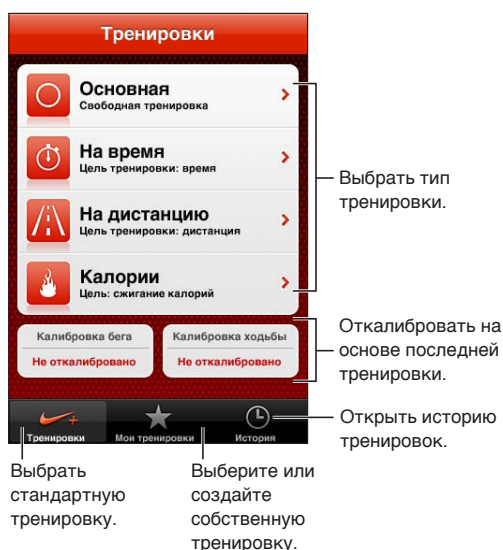 Тренировки
Основная
Свободная тренировка
На время
Цель тренировки: время
На дистанцию
Цель тренировки: дистанция
Калории
Цель: сжигание калорий
Выбрать тип
тренировки.
Калибровка бега
Не откалибровано
Калибровка ходьбы
Не откалибровано
Откалибровать на
основе последней
тренировки.
Тренировки
Мои тренировки
История
Открыть историю
тренировок.
Выбрать
стандартную
тренировку.
Выберите или
создайте
собственную
тренировку.